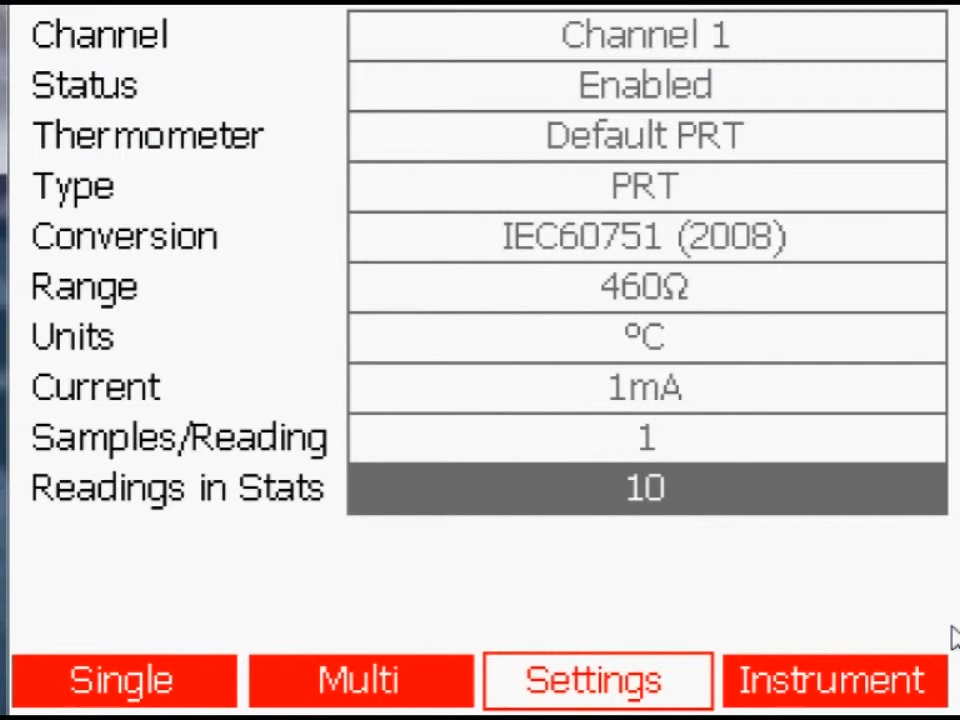 Channel Channel 1
Status Enabled
Thermometer Default PRT
Type PRT
Conversion IEC60751 (2008)
Range 460Ω
Units ºC
Current 1mA
Samples/Reading 1
Readings in Stats 10
Single Multi Settings Instrument